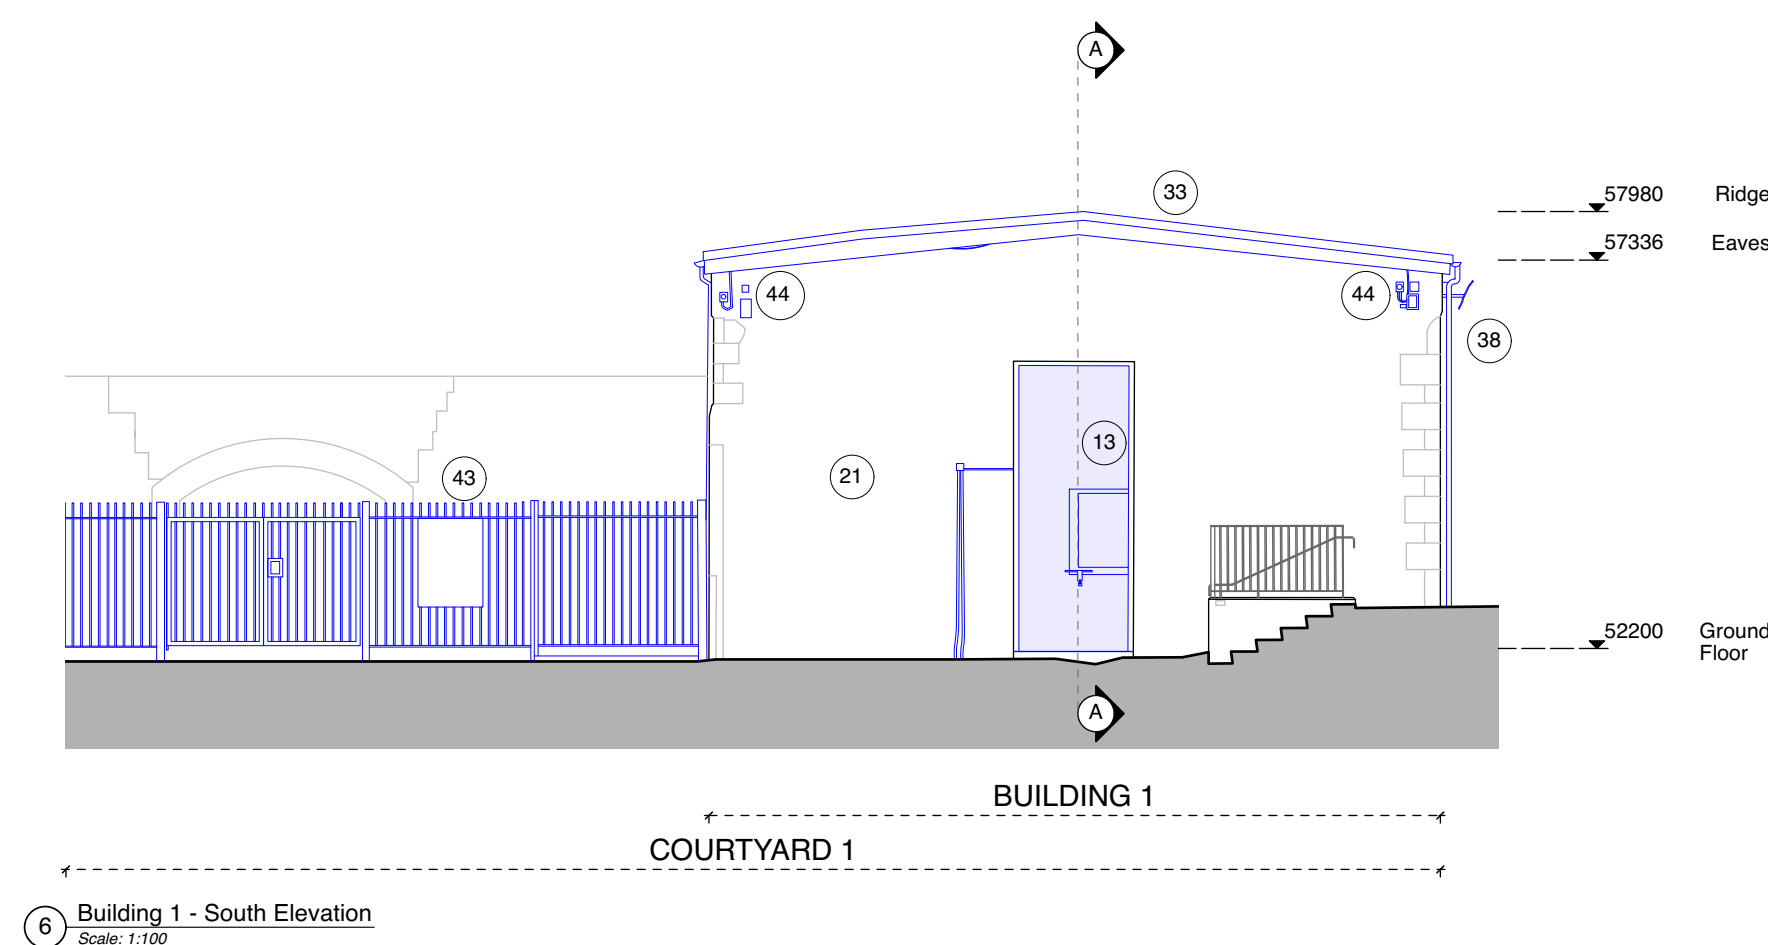 A
33
57980 Ridge
57336 Eaves
44
44
38
13
21
43
52200 Ground
Floor
A
BUILDING 1
COURTYARD 1
6 Building 1 - South Elevation
Scale: 1:100